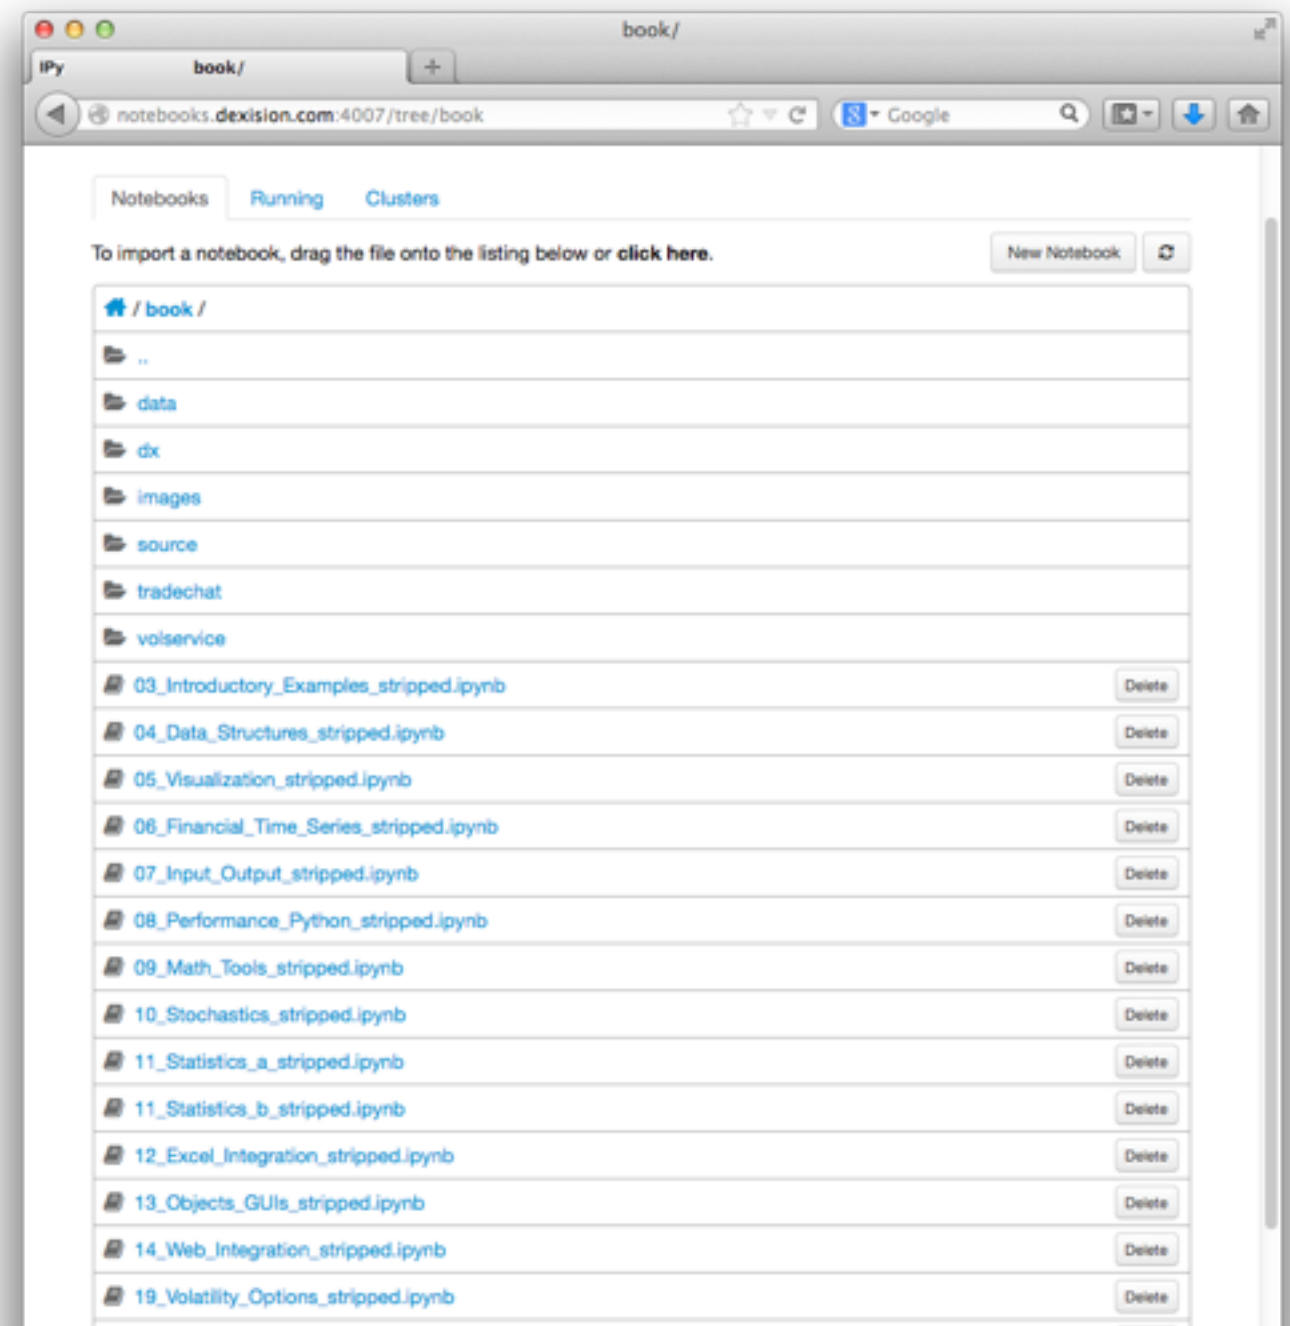 book/
IPy book/ +
notebooks.dexision.com:4007/tree/book 8 Google
Notebooks Running Clusters
To import a notebook, drag the file onto the listing below or click here. New Notebook
/ book /
..
data
dx
images
source
tradechat
volservice
03_Introductory_Examples_stripped.ipynb Delete
04_Data_Structures_stripped.ipynb Delete
05_Visualization_stripped.ipynb Delete
06_Financial_Time_Series_stripped.ipynb Delete
07_Input_Output_stripped.ipynb Delete
08_Performance_Python_stripped.ipynb Delete
09_Math_Tools_stripped.ipynb Delete
10_Stochastics_stripped.ipynb Delete
11_Statistics_a_stripped.ipynb Delete
11_Statistics_b_stripped.ipynb Delete
12_Excel_Integration_stripped.ipynb Delete
13_Objects_GUIs_stripped.ipynb Delete
14_Web_Integration_stripped.ipynb Delete
19_Volatility_Options_stripped.ipynb Delete